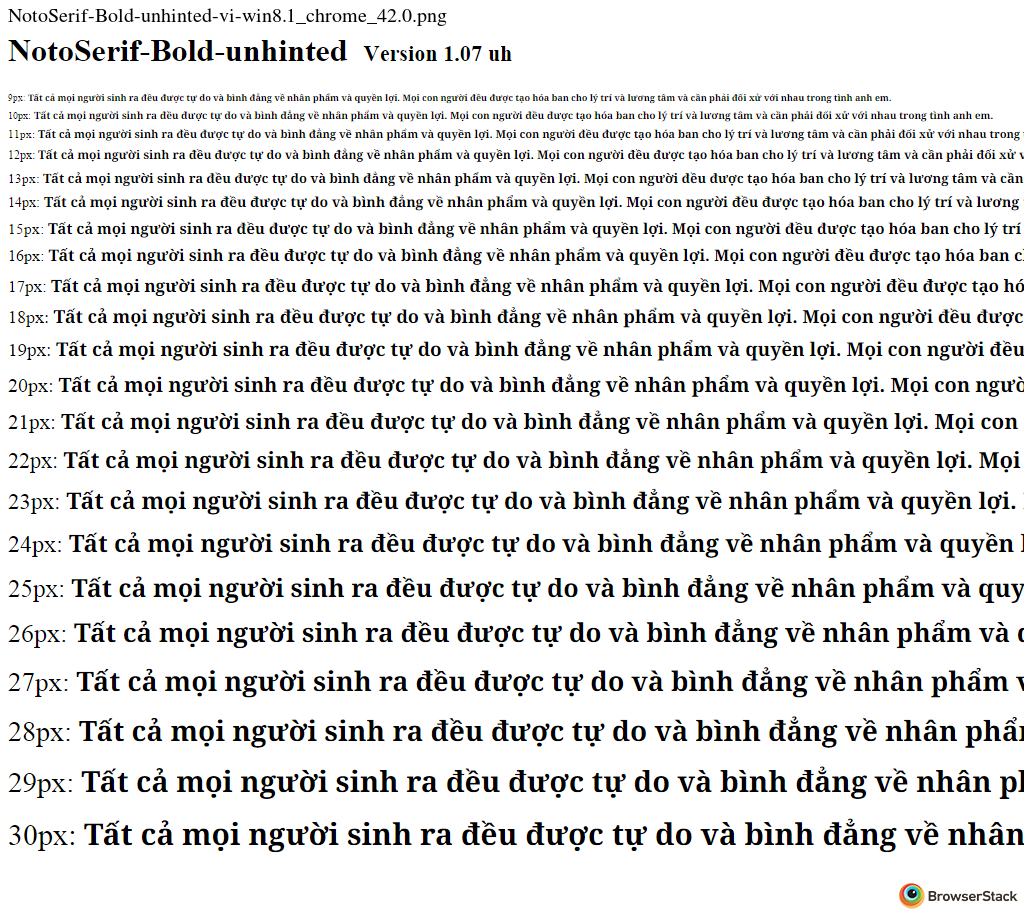 NotoSerif-Bold-unhinted-vi-win8.1_chrome_42.0.png
NotoSerif-Bold-unhinted Version 1.07 uh
9px: Tất cả mọi người sinh ra đều được tự do và bình đẳng về nhân phẩm và quyền lợi. Mọi con người đều được tạo hóa ban cho lý trí và lương tâm và cần phải đối xử với nhau trong tình anh em.
10px: Tất cả mọi người sinh ra đều được tự do và bình đẳng về nhân phẩm và quyền lợi. Mọi con người đều được tạo hóa ban cho lý trí và lương tâm và cần phải đối xử với nhau trong tình anh em.
11px: Tất cả mọi người sinh ra đều được tự do và bình đẳng về nhân phẩm và quyền lợi. Mọi con người đều được tạo hóa ban cho lý trí và lương tâm và cần phải đối xử với nhau trong
12px: Tất cả mọi người sinh ra đều được tự do và bình đẳng về nhân phẩm và quyền lợi. Mọi con người đều được tạo hóa ban cho lý trí và lương tâm và cần phải đối xử
13px: Tất cả mọi người sinh ra đều được tự do và bình đẳng về nhân phẩm và quyền lợi. Mọi con người đều được tạo hóa ban cho lý trí và lương tâm và cần
14px: Tất cả mọi người sinh ra đều được tự do và bình đẳng về nhân phẩm và quyền lợi. Mọi con người đều được tạo hóa ban cho lý trí và lương
15px: Tất cả mọi người sinh ra đều được tự do và bình đẳng về nhân phẩm và quyền lợi. Mọi con người đều được tạo hóa ban cho lý trí
16px: Tất cả mọi người sinh ra đều được tự do và bình đẳng về nhân phẩm và quyền lợi. Mọi con người đều được tạo hóa ban
17px: Tất cả mọi người sinh ra đều được tự do và bình đẳng về nhân phẩm và quyền lợi. Mọi con người đều được tạo hó
18px: Tất cả mọi người sinh ra đều được tự do và bình đẳng về nhân phẩm và quyền lợi. Mọi con người đều được
19px: Tất cả mọi người sinh ra đều được tự do và bình đẳng về nhân phẩm và quyền lợi. Mọi con người đều
20px: Tất cả mọi người sinh ra đều được tự do và bình đẳng về nhân phẩm và quyền lợi. Mọi con ngườ
21px: Tất cả mọi người sinh ra đều được tự do và bình đẳng về nhân phẩm và quyền lợi. Mọi con
22px: Tất cả mọi người sinh ra đều được tự do và bình đẳng về nhân phẩm và quyền lợi. Mọi
23px: Tất cả mọi người sinh ra đều được tự do và bình đẳng về nhân phẩm và quyền lợi.
24px: Tất cả mọi người sinh ra đều được tự do và bình đẳng về nhân phẩm và quyền
25px: Tất cả mọi người sinh ra đều được tự do và bình đẳng về nhân phẩm và quy
26px: Tất cả mọi người sinh ra đều được tự do và bình đẳng về nhân phẩm và
27px: Tất cả mọi người sinh ra đều được tự do và bình đẳng về nhân phẩm
28px: Tất cả mọi người sinh ra đều được tự do và bình đẳng về nhân phẩ
29px: Tất cả mọi người sinh ra đều được tự do và bình đẳng về nhân
30px: Tất cả mọi người sinh ra đều được tự do và bình đẳng về nhân
BrowserStack